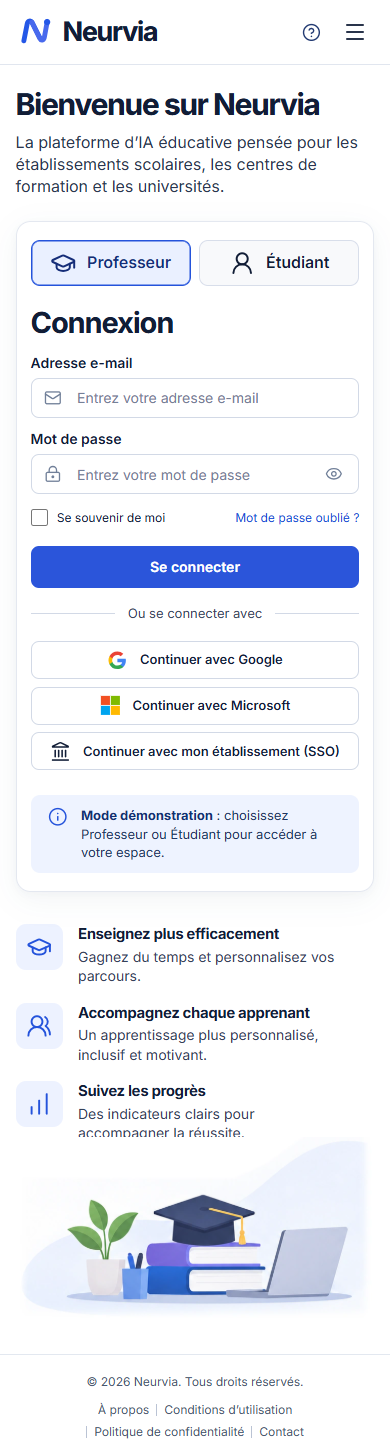 Neurvia
Bienvenue sur Neurvia
La plateforme d’IA éducative pensée pour les
établissements scolaires, les centres de
formation et les universités.
Professeur
Étudiant
Connexion
Adresse e-mail
Entrez votre adresse e-mail
Mot de passe
Entrez votre mot de passe
Se souvenir de moi
Mot de passe oublié ?
Se connecter
Ou se connecter avec
Continuer avec Google
Continuer avec Microsoft
Continuer avec mon établissement (SSO)
Mode démonstration : choisissez
Professeur ou Étudiant pour accéder à
votre espace.
Enseignez plus efficacement
Gagnez du temps et personnalisez vos
parcours.
Accompagnez chaque apprenant
Un apprentissage plus personnalisé,
inclusif et motivant.
Suivez les progrès
Des indicateurs clairs pour
accompagner la réussite.
© 2026 Neurvia. Tous droits réservés.
À propos | Conditions d’utilisation
| Politique de confidentialité | Contact